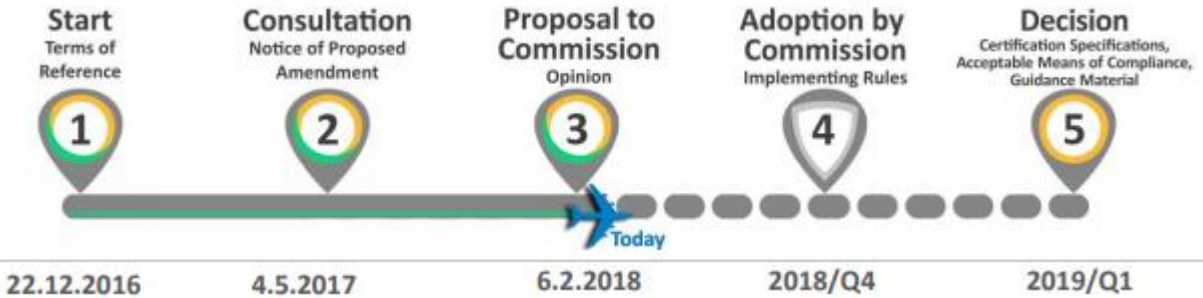 Start
Terms of
Reference
Consultation
Notice of Proposed
Amendment
Proposal to
Commission
Opinion
Adoption by
Commission
Implementing Rules
Decision
Certification Specifications,
Acceptable Means of Compliance,
Guidance Material
1
2
3
4
5
Today
22.12.2016
4.5.2017
6.2.2018
2018/Q4
2019/Q1